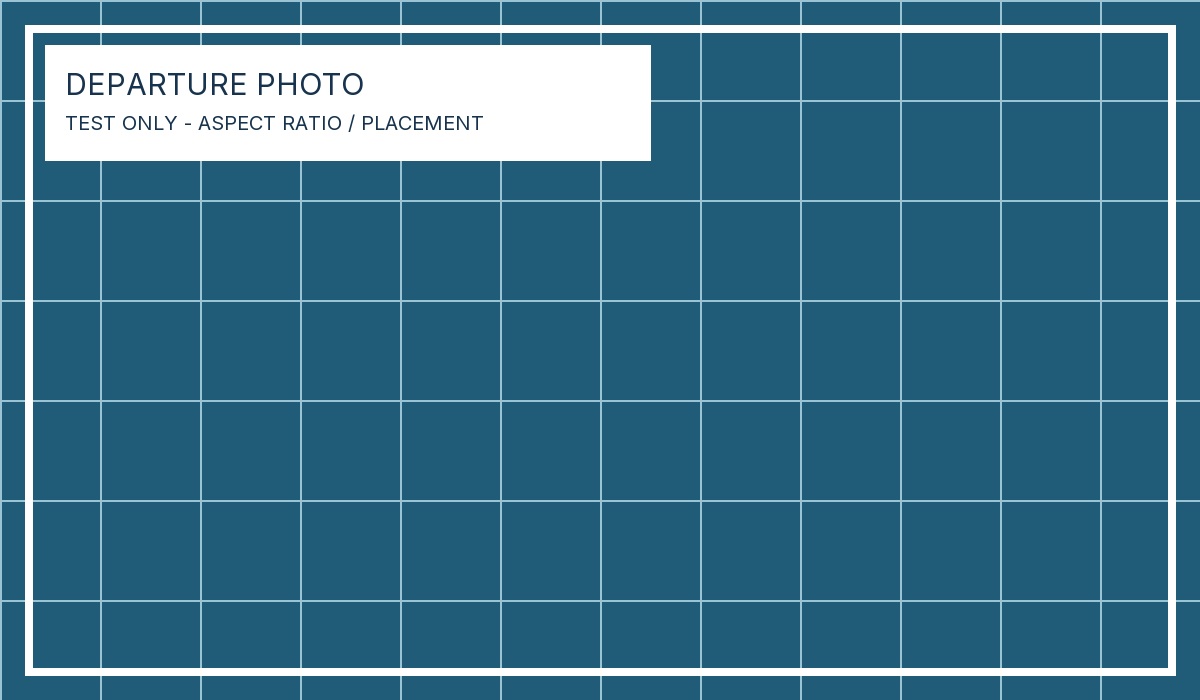 DEPARTURE PHOTO
TEST ONLY - ASPECT RATIO / PLACEMENT